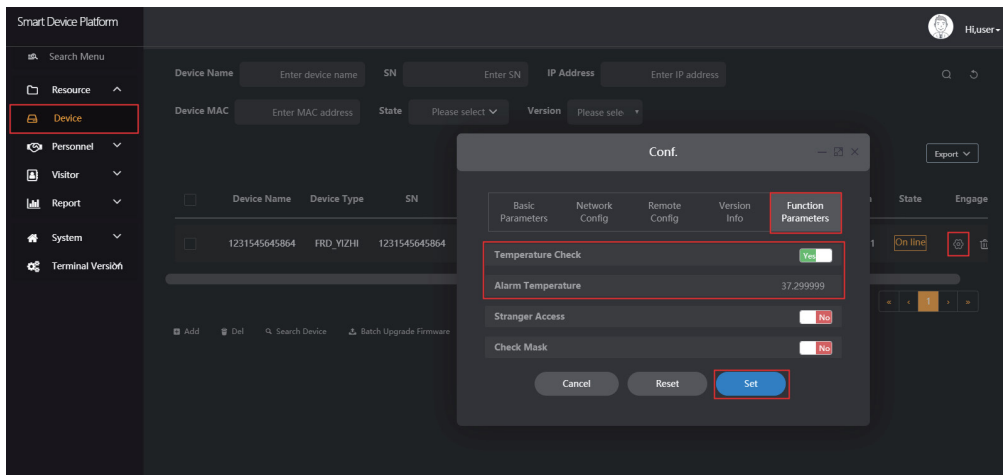 Smart Device Platform
Hi,user
Search Menu
Resource
Device
Personnel
Visitor
Report
System
Terminal Version
Device Name Enter device name SN Enter SN IP Address Enter IP address
Device MAC Enter MAC address State Please select Version Please sele
Export
Device Name Device Type SN State Engage
1231545645864 FRD_YIZHI 1231545645864 1 On line
« ‹ 1 › »
Add Del Search Device Batch Upgrade Firmware
Conf.
Basic Parameters
Network Config
Remote Config
Version Info
Function Parameters
Temperature Check Yes
Alarm Temperature 37.299999
Stranger Access No
Check Mask No
Cancel Reset Set